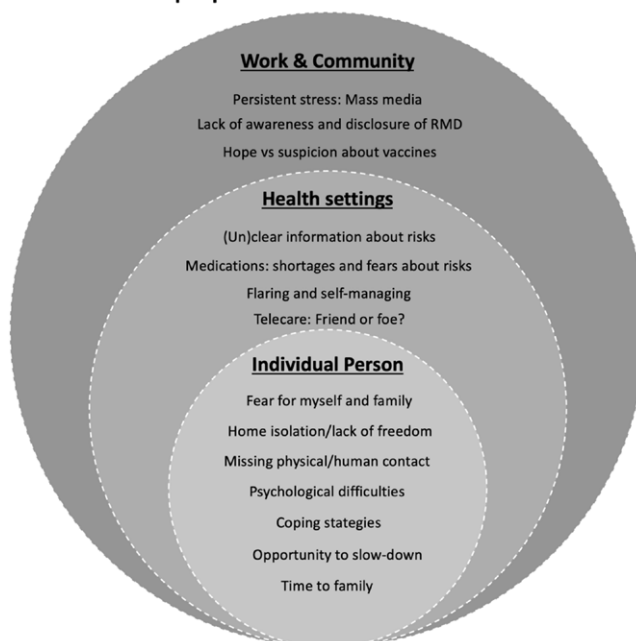 Work & Community
Persistent stress: Mass media
Lack of awareness and disclosure of RMD
Hope vs suspicion about vaccines
Health settings
(Un)clear information about risks
Medications: shortages and fears about risks
Flaring and self-managing
Telecare: Friend or foe?
Individual Person
Fear for myself and family
Home isolation/lack of freedom
Missing physical/human contact
Psychological difficulties
Coping stategies
Opportunity to slow-down
Time to family